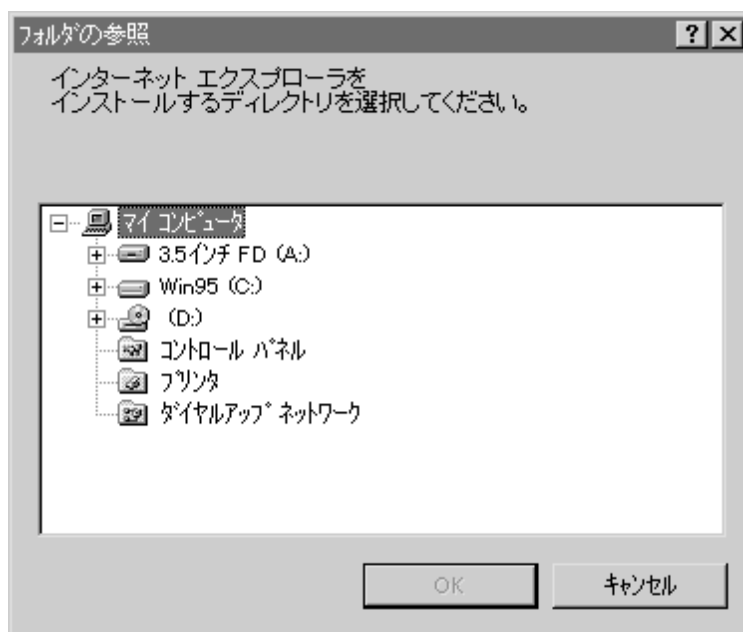 フォルダの参照
インターネット エクスプローラを
インストールするディレクトリを選択してください。
マイ コンピュータ
3.5インチ FD (A:)
Win95 (C:)
(D:)
コントロール パネル
プリンタ
ダイヤルアップ ネットワーク
OK
キャンセル